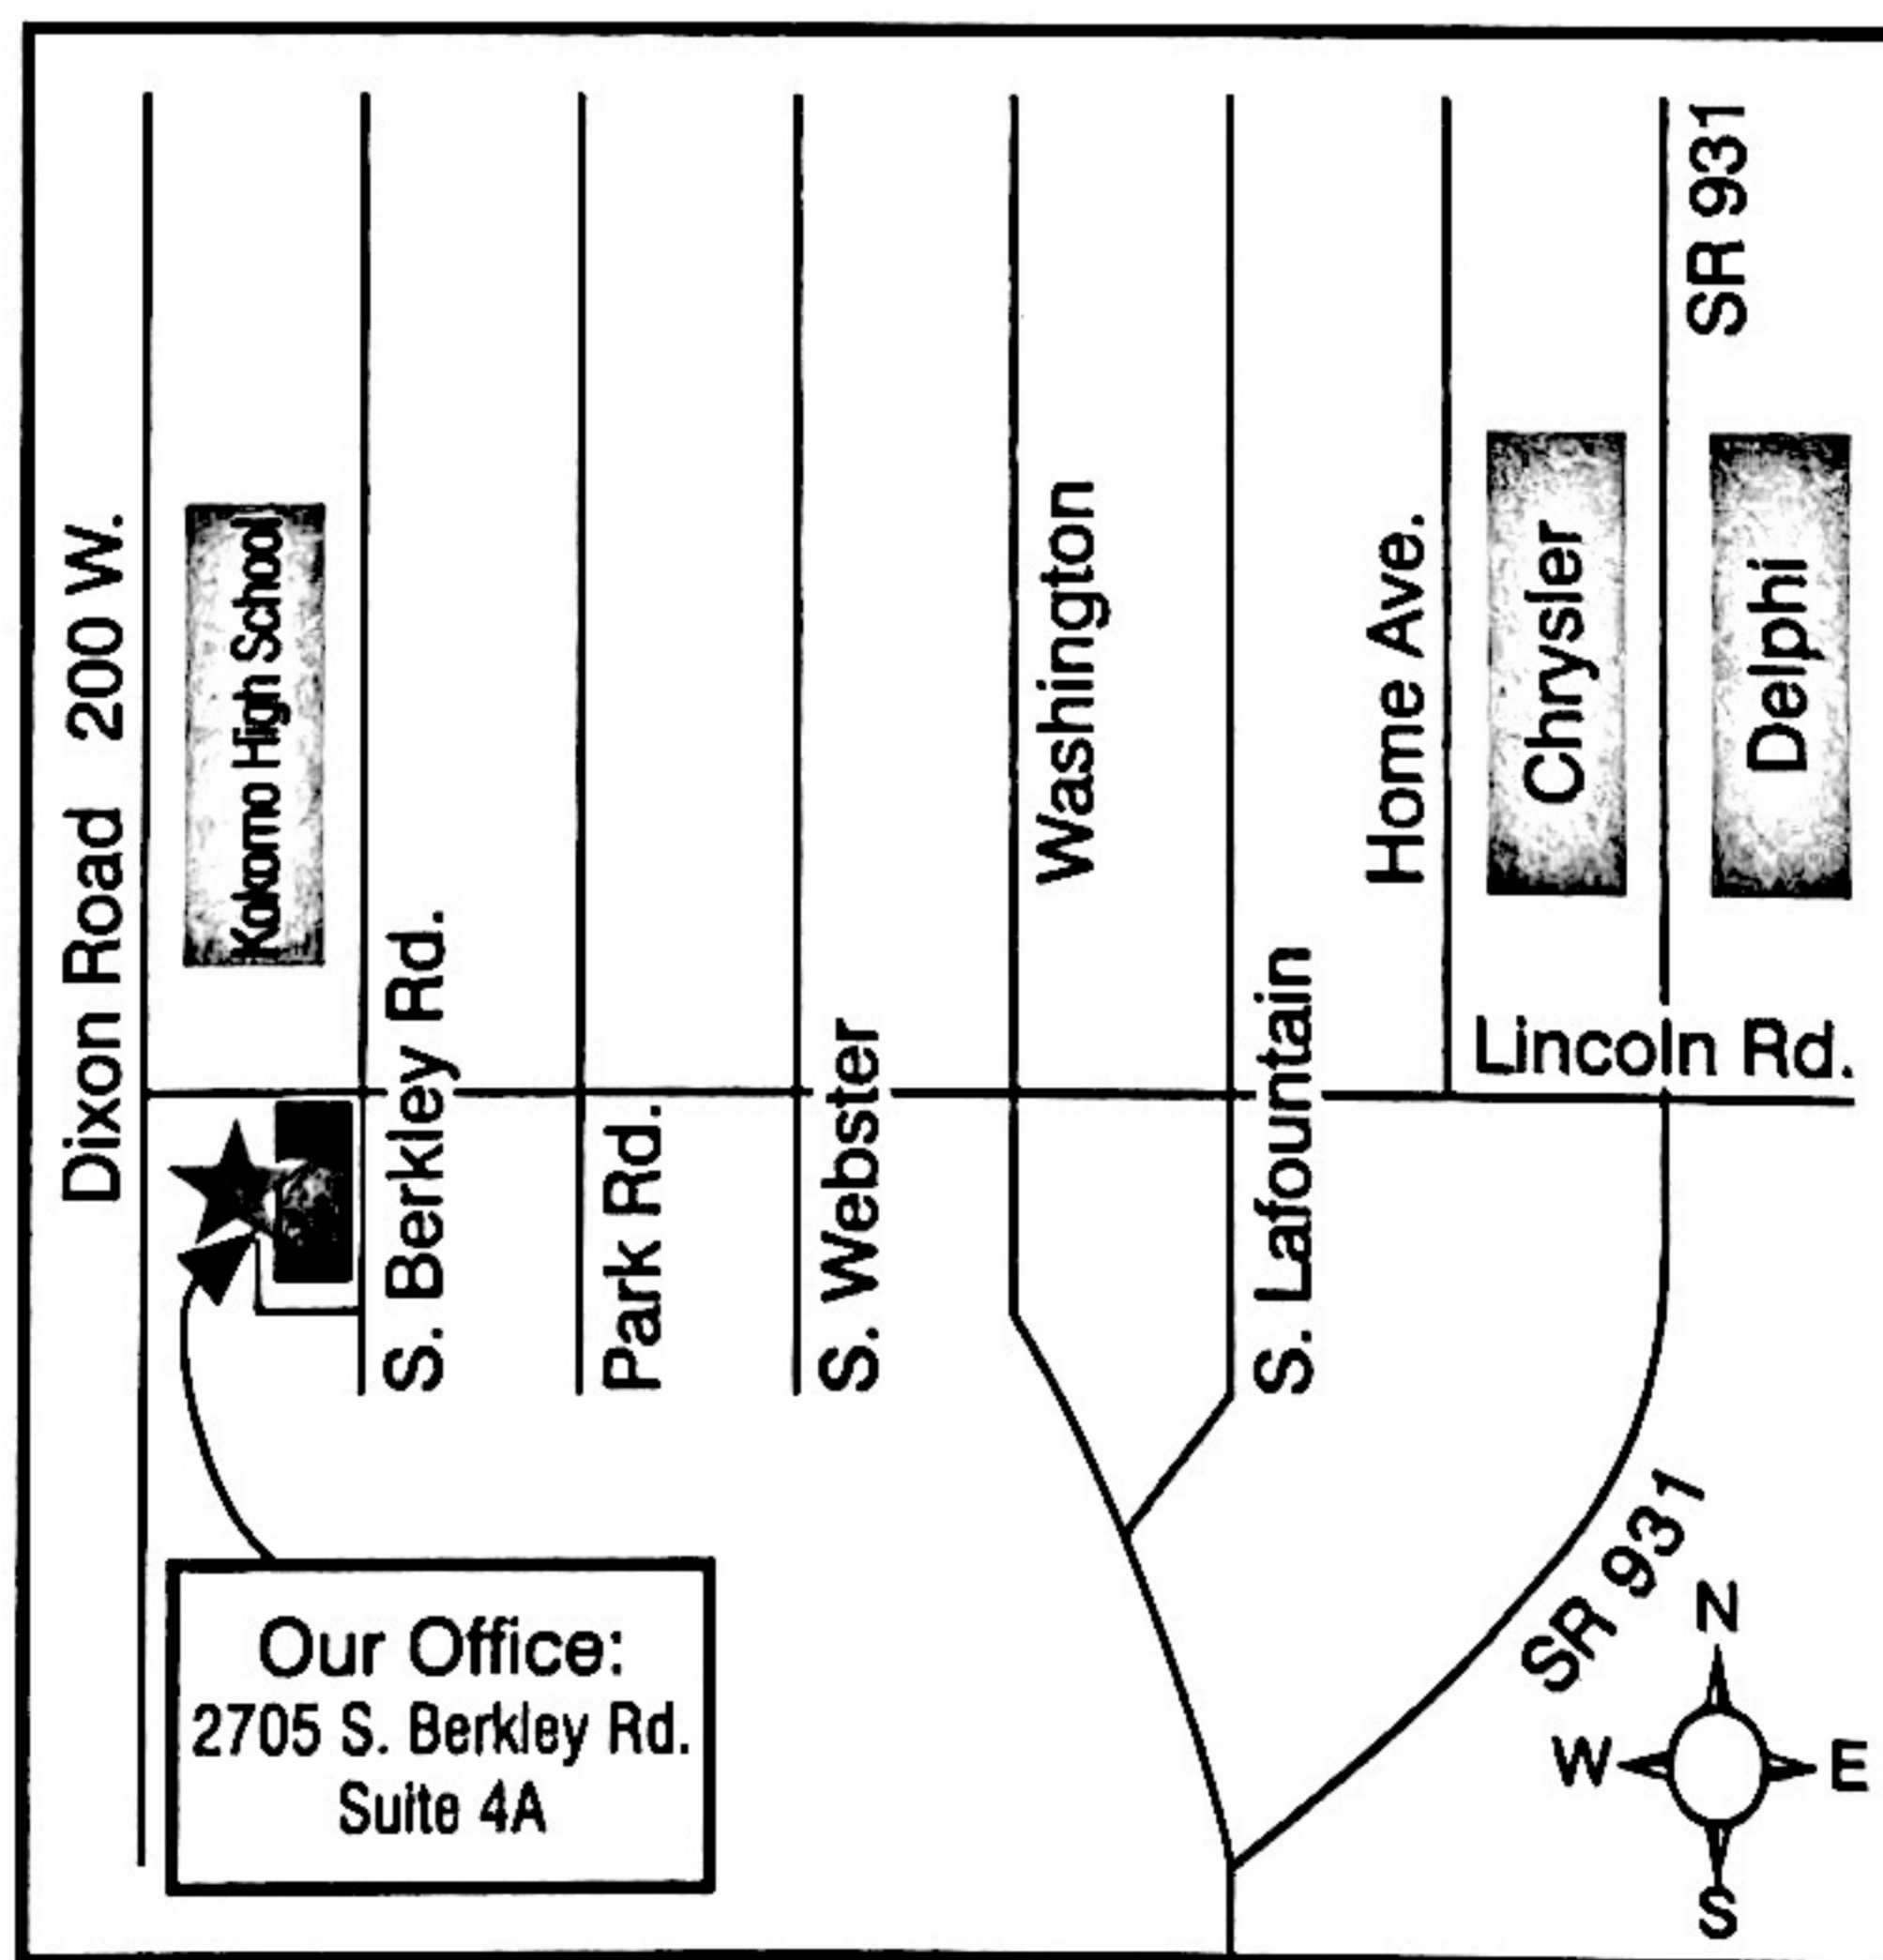 Dixon Road 200 W.
Kokomo High School
S. Berkley Rd.
Park Rd.
S. Webster
Washington
S. Lafountain
Home Ave.
Chrysler
SR 931
Delphi
Lincoln Rd.
SR 931
Our Office:
2705 S. Berkley Rd.
Suite 4A
N
W
E
S